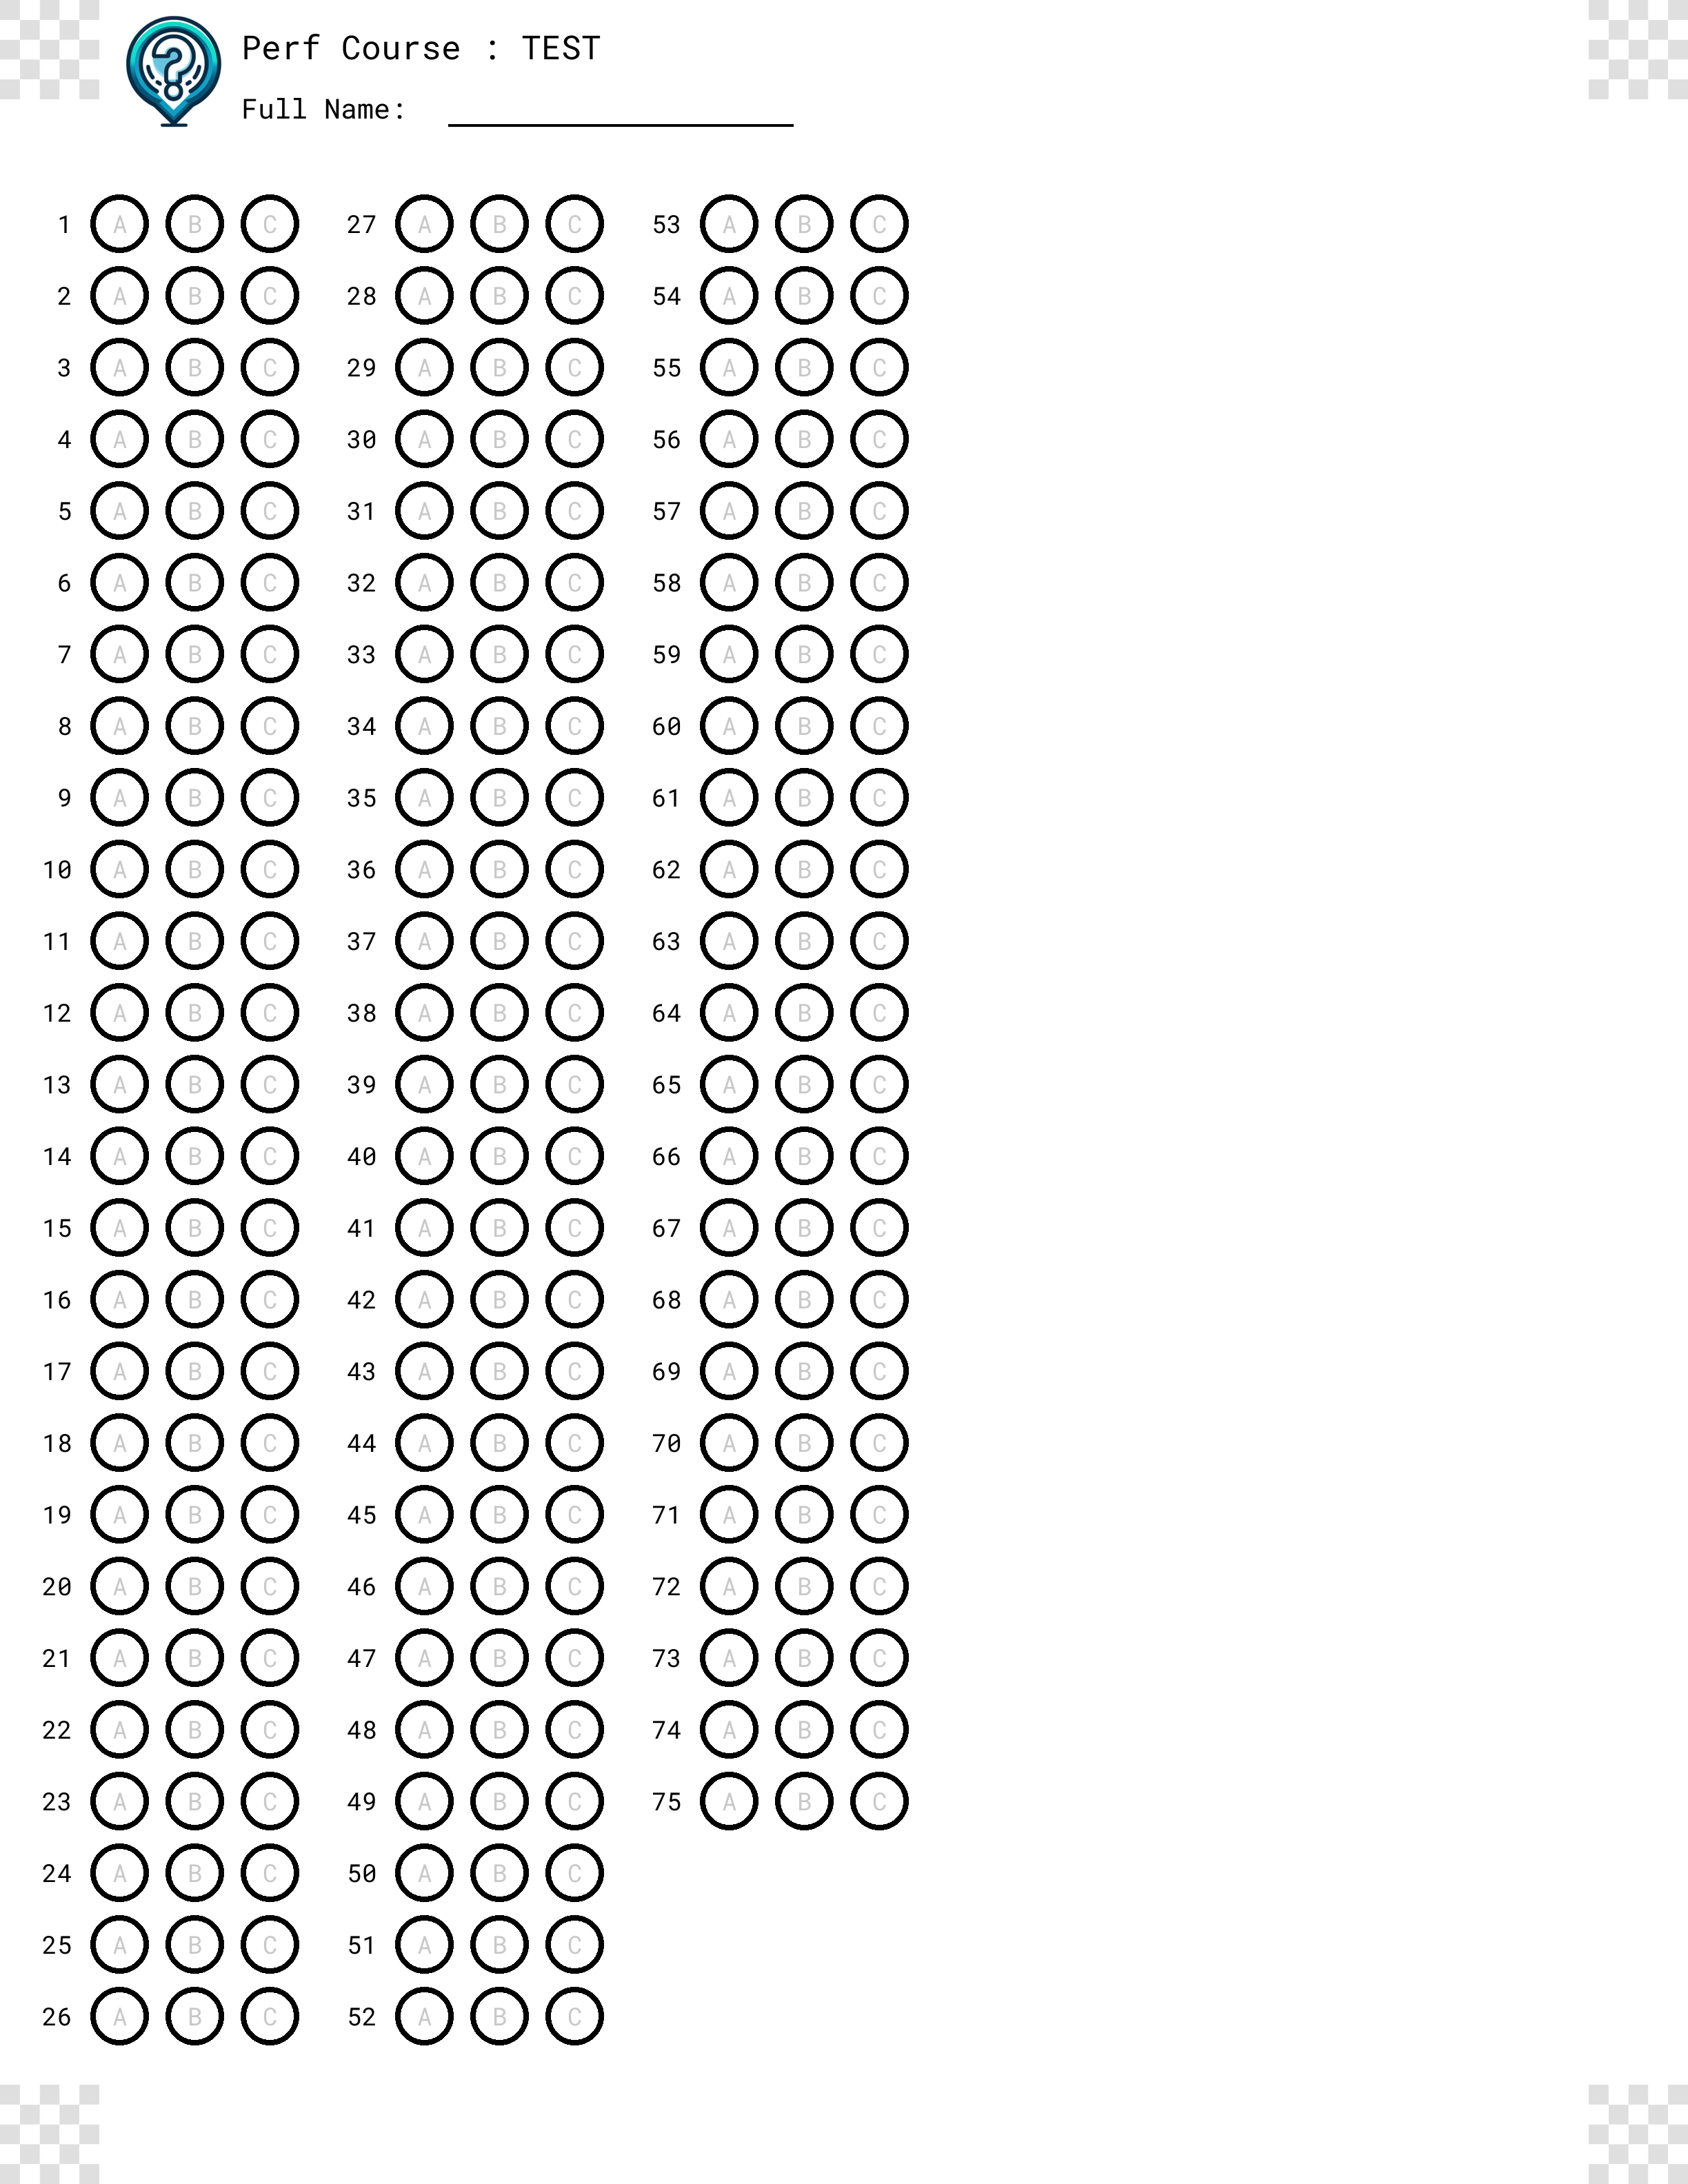 Perf Course : TEST
Full Name:
1 A B C
2 A B C
3 A B C
4 A B C
5 A B C
6 A B C
7 A B C
8 A B C
9 A B C
10 A B C
11 A B C
12 A B C
13 A B C
14 A B C
15 A B C
16 A B C
17 A B C
18 A B C
19 A B C
20 A B C
21 A B C
22 A B C
23 A B C
24 A B C
25 A B C
26 A B C
27 A B C
28 A B C
29 A B C
30 A B C
31 A B C
32 A B C
33 A B C
34 A B C
35 A B C
36 A B C
37 A B C
38 A B C
39 A B C
40 A B C
41 A B C
42 A B C
43 A B C
44 A B C
45 A B C
46 A B C
47 A B C
48 A B C
49 A B C
50 A B C
51 A B C
52 A B C
53 A B C
54 A B C
55 A B C
56 A B C
57 A B C
58 A B C
59 A B C
60 A B C
61 A B C
62 A B C
63 A B C
64 A B C
65 A B C
66 A B C
67 A B C
68 A B C
69 A B C
70 A B C
71 A B C
72 A B C
73 A B C
74 A B C
75 A B C